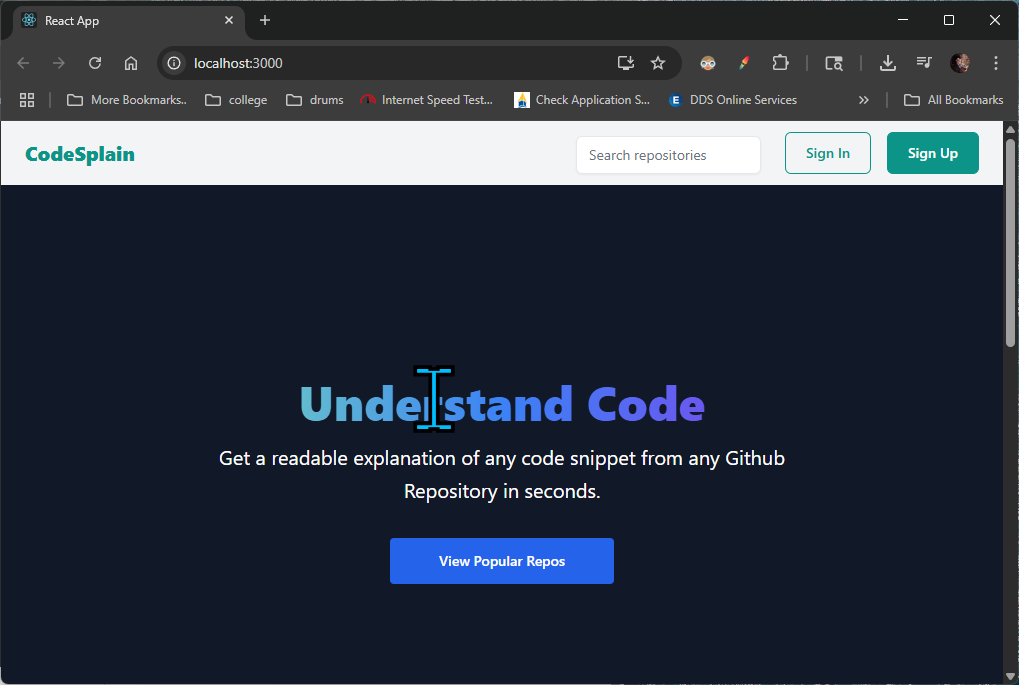 React App
localhost:3000
More Bookmarks..
college
drums
Internet Speed Test...
Check Application S...
E
DDS Online Services
All Bookmarks
CodeSplain
Search repositories
Sign In
Sign Up
Understand Code
Get a readable explanation of any code snippet from any Github
Repository in seconds.
View Popular Repos